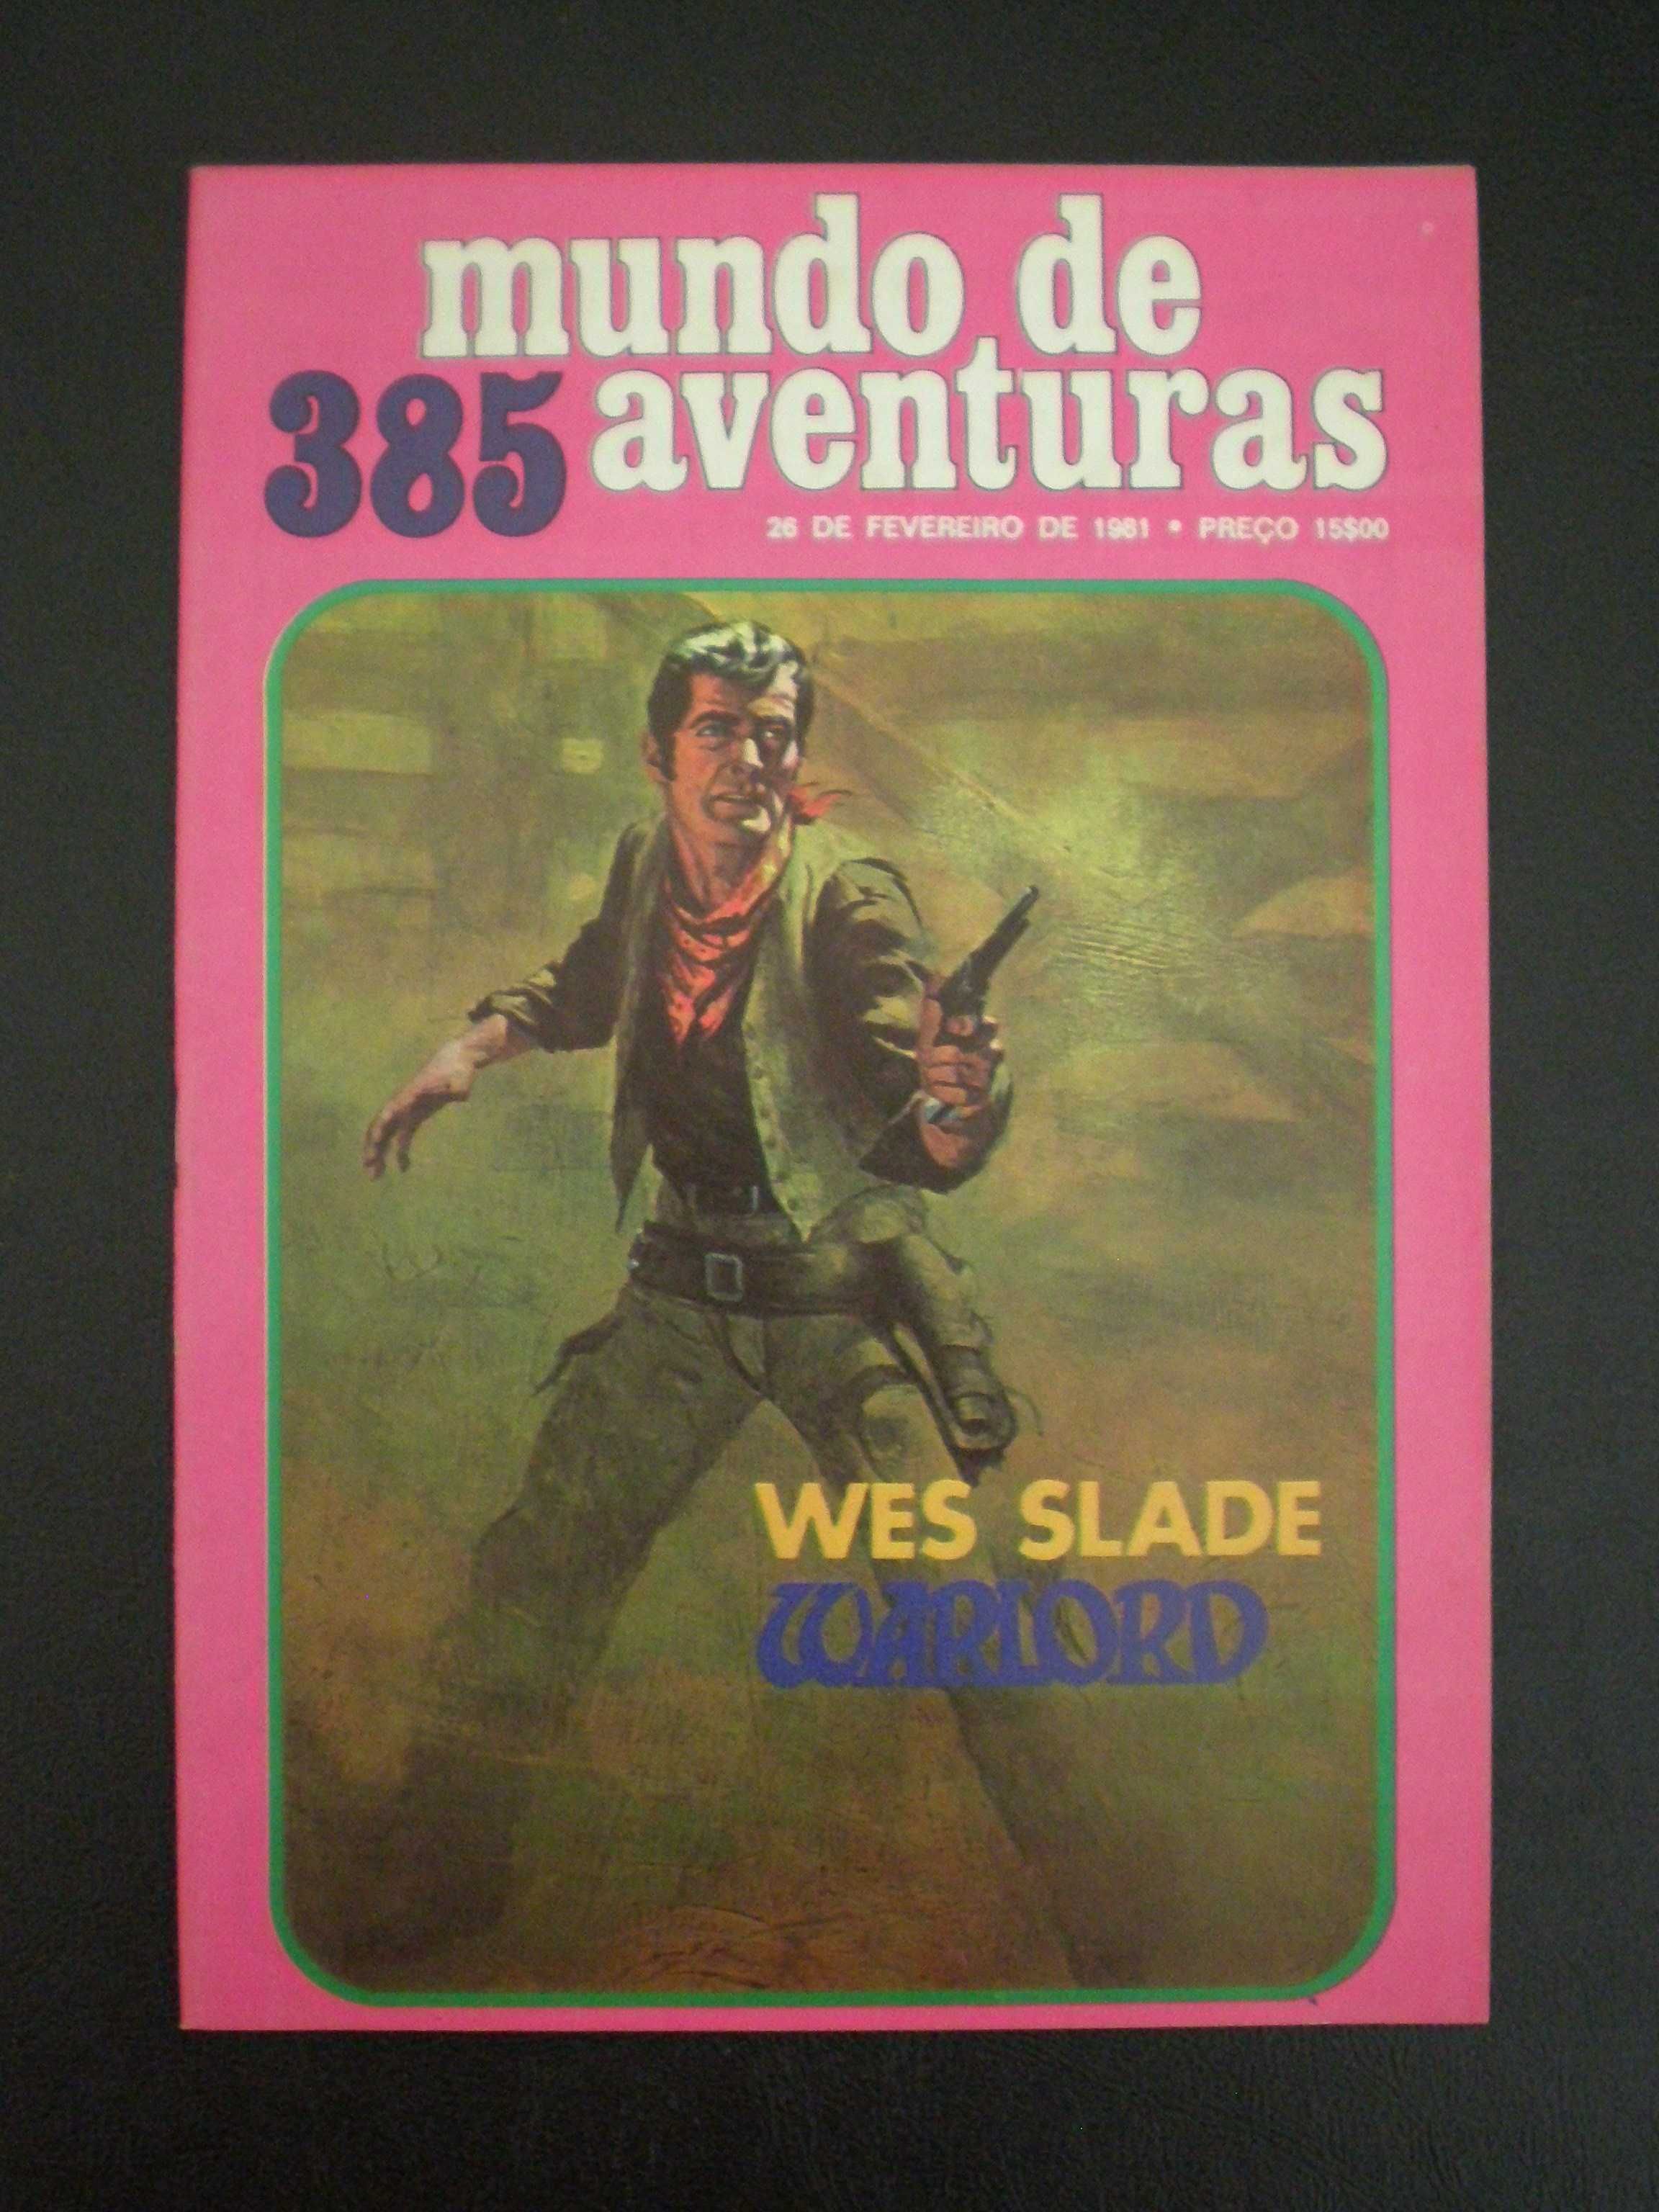 mundo de
385 aventuras
26 DE FEVEREIRO DE 1981 • PREÇO 15$00
WES SLADE
WARLORD